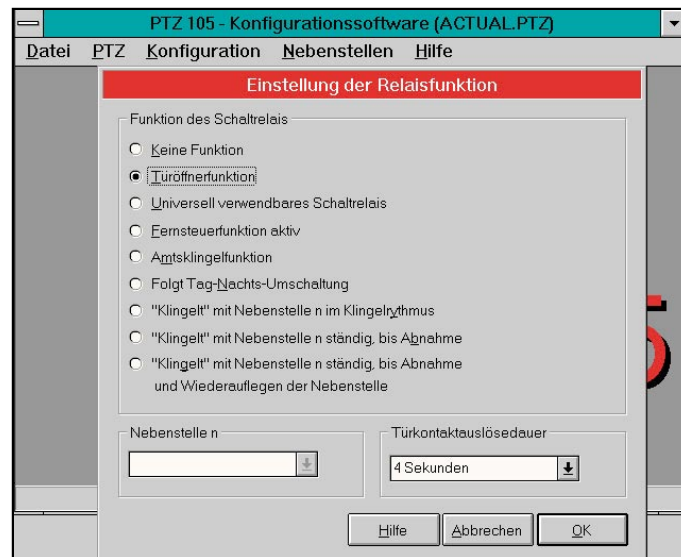 PTZ 105 - Konfigurationssoftware (ACTUAL.PTZ)
Datei PTZ Konfiguration Nebenstellen Hilfe
Einstellung der Relaisfunktion
Funktion des Schaltrelais
Keine Funktion
Türöffnerfunktion
Universell verwendbares Schaltrelais
Fernsteuerfunktion aktiv
Amtsklingelfunktion
Folgt Tag-Nachts-Umschaltung
"Klingelt" mit Nebenstelle n im Klingelrythmus
"Klingelt" mit Nebenstelle n ständig, bis Abnahme
"Klingelt" mit Nebenstelle n ständig, bis Abnahme
und Wiederauflegen der Nebenstelle
Nebenstelle n
Türkontaktauslösedauer
4 Sekunden
Hilfe Abbrechen OK